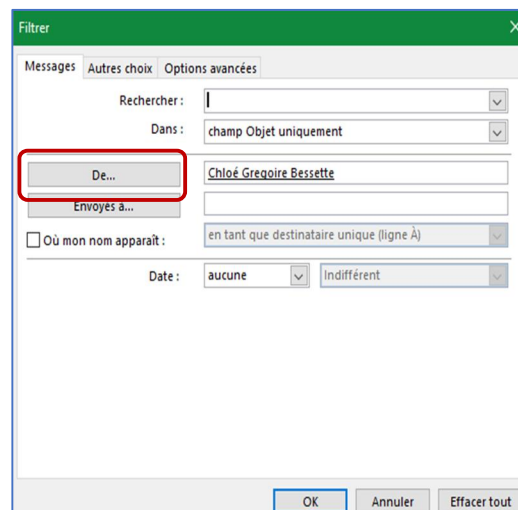 Filtrer
Messages Autres choix Options avancées
Rechercher :
Dans : champ Objet uniquement
De... Chloé Gregoire Bessette
Envoyés à...
Où mon nom apparaît : en tant que destinataire unique (ligne À)
Date : aucune Indifférent
OK Annuler Effacer tout